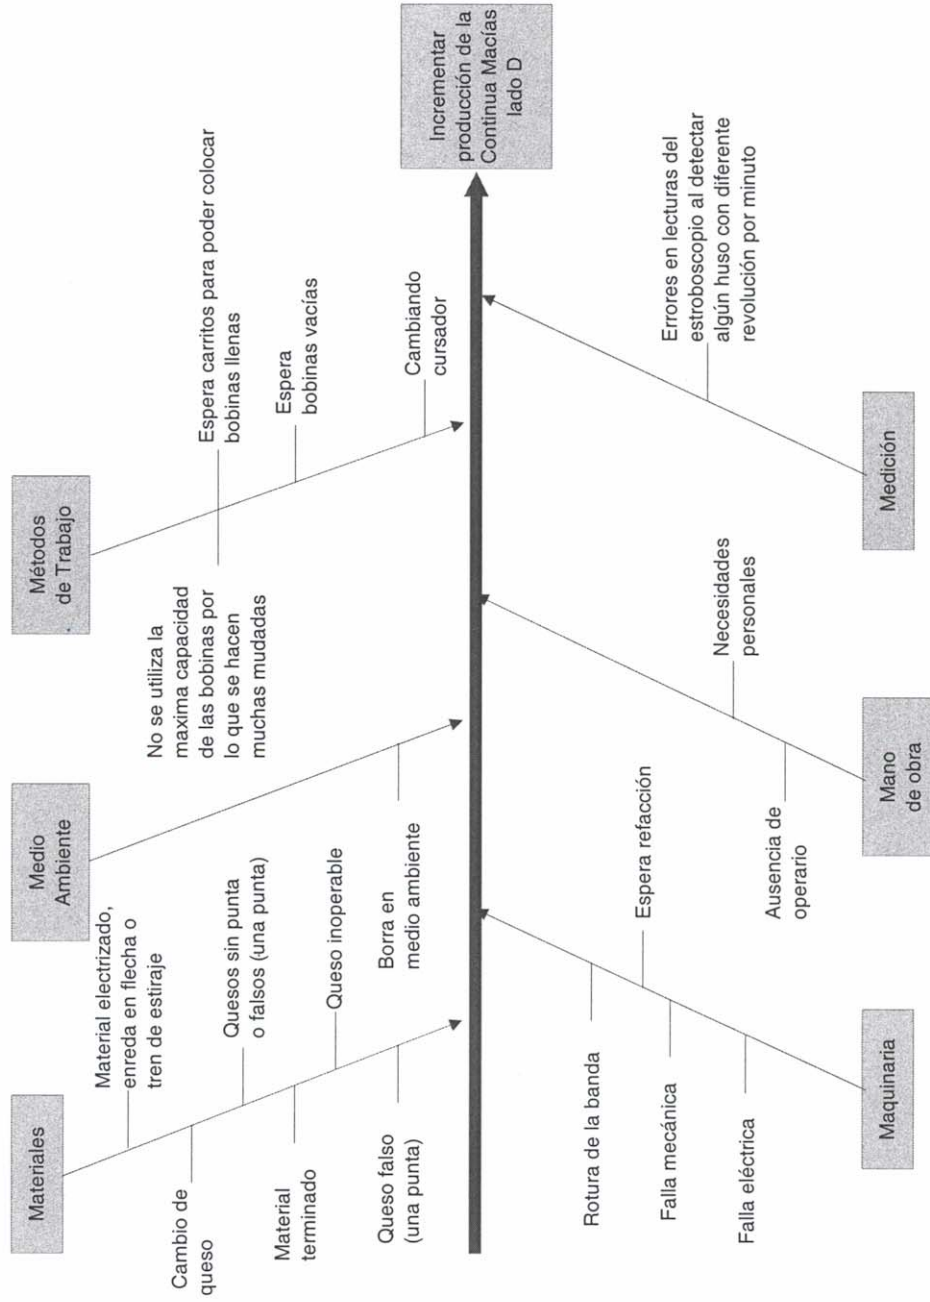 Materiales
Material electrizado,
enreda en flecha o
tren de estiraje
Cambio de
queso
Quesos sin punta
o falsos (una punta)
Material
terminado
Queso inoperable
Queso falso
(una punta)
Medio
Ambiente
Borra en
medio ambiente
Métodos
de Trabajo
Espera carritos para poder colocar
bobinas llenas
No se utiliza la
maxima capacidad
de las bobinas por
lo que se hacen
muchas mudadas
Espera
bobinas vacías
Cambiando
cursador
Incrementar
producción de la
Continua Macías
lado D
Rotura de la banda
Espera refacción
Falla mecánica
Falla eléctrica
Maquinaria
Necesidades
personales
Ausencia de
operario
Mano
de obra
Errores en lecturas del
estroboscopio al detectar
algún huso con diferente
revolución por minuto
Medición